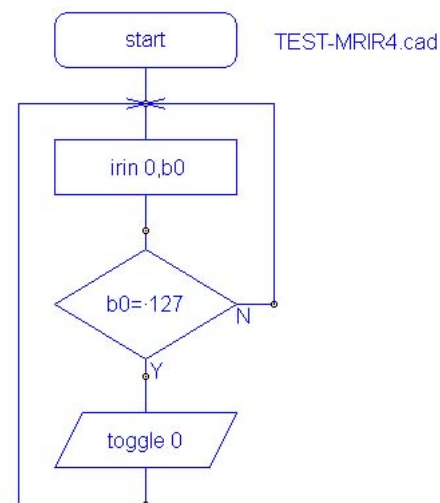 start
TEST-MRIR4.cad
irin 0,b0
b0=·127
N
Y
toggle 0